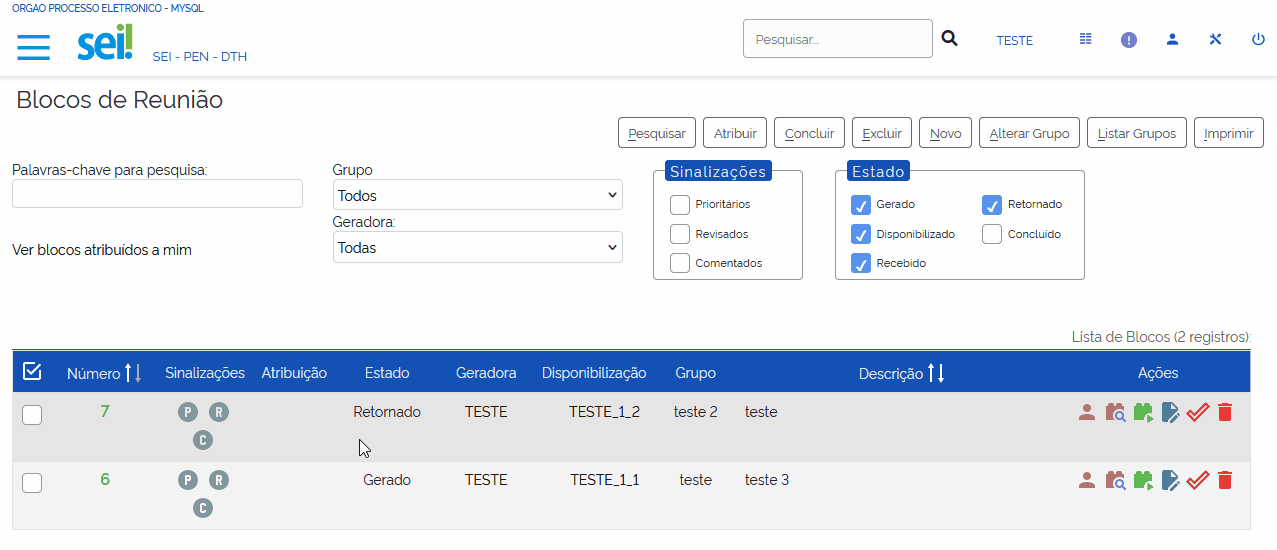 ORGAO PROCESSO ELETRONICO - MYSQL
sei!
SEI - PEN - DTH
Pesquisar...
TESTE
Blocos de Reunião
Pesquisar Atribuir Concluir Excluir Novo Alterar Grupo Listar Grupos Imprimir
Palavras-chave para pesquisa:
Ver blocos atribuídos a mim
Grupo
Todos
Geradora:
Todas
Sinalizações
Prioritários
Revisados
Comentados
Estado
Gerado Retornado
Disponibilizado Concluído
Recebido
Lista de Blocos (2 registros):
Número Sinalizações Atribuição Estado Geradora Disponibilização Grupo Descrição Ações
7 P R Retornado TESTE TESTE_1_2 teste 2 teste
C
6 P R Gerado TESTE TESTE_1_1 teste teste 3
C